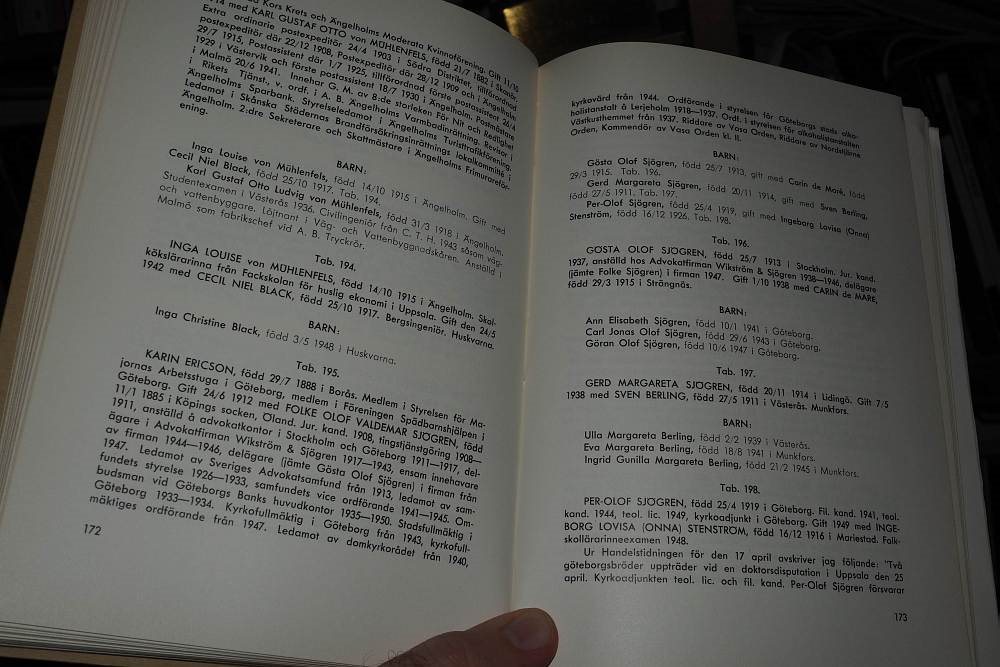 Kors Krets och Ängelholms Moderata Kvinnoförening. Gift 11/10
14 med KARL GUSTAF OTTO von MÜHLENFELS, född 21/7 1882 i Skanör.
Extra ordinarie postexpeditör 24/4 1903 i Södra Distriktet, tillförordnad
postexpeditör där 22/12 1908, Postexpeditör där 28/12 1909 och i Ängelholm
29/7 1915, Postassistent där 1/7 1925, tillförordnad förste postassistent 26/4
1929 i Västervik och förste postassistent 18/7 1930 i Ängelholm. Postmästare
i Malmö 20/6 1941. Innehar G. M. av 8:de storleken För Nit och Redlighet
i Rikets Tjänst., v. ordf. i A. B. Ängelholms Varmbadinrättning. Revisor i
Ängelholms Sparbank. Styrelseledamot i Ängelholms Turisttrafikförening.
Ledamot i Skånska Städernas Brandförsäkringsinrättnings lokalkommitté i
Ängelholm. 2:dre Sekreterare och Skattmästare i Ängelholms Frimurareför-
ening.
BARN:
Inga Louise von Mühlenfels, född 14/10 1915 i Ängelholm. Gift med
Cecil Niel Black, född 25/10 1917. Tab. 194.
Karl Gustaf Otto Ludvig von Mühlenfels, född 31/3 1918 i Ängelholm.
Studentexamen i Västerås 1936. Civilingeniör från C. T. H. 1943 såsom väg-
och vattenbyggare. Löjtnant i Väg- och Vattenbyggnadskåren. Anställd i
Malmö som fabrikschef vid A. B. Tryckrör.
Tab. 194.
INGA LOUISE von MÜHLENFELS, född 14/10 1915 i Ängelholm. Skol-
kökslärarinna från Fackskolan för huslig ekonomi i Uppsala. Gift den 24/5
1942 med CECIL NIEL BLACK, född 25/10 1917. Bergsingeniör. Huskvarna.
BARN:
Inga Christine Black, född 3/5 1948 i Huskvarna.
Tab. 195.
KARIN ERICSON, född 29/7 1888 i Borås. Medlem i Styrelsen för Ma-
jornas Arbetsstuga i Göteborg, medlem i Föreningen Spädbarnshjälpen i
Göteborg. Gift 24/6 1912 med FOLKE OLOF VALDEMAR SJÖGREN, född
11/1 1885 i Köpings socken, Öland. Jur. kand. 1908, tingstjänstgöring 1908—
1911, anställd å advokatkontor i Stockholm och Göteborg 1911—1917, del-
ägare i Advokatfirman Wikström & Sjögren 1917—1943, ensam innehavare
av firman 1944—1946, delägare (jämte Gösta Olof Sjögren) i firman från
1947. Ledamot av Sveriges Advokatsamfund från 1913, ledamot av sam-
fundets styrelse 1926—1933, samfundets vice ordförande 1941—1945. Om-
budsman vid Göteborgs Banks huvudkontor 1935—1950. Stadsfullmäktig i
Göteborg 1933—1934. Kyrkofullmäktig i Göteborg från 1943, kyrkofull-
mäktiges ordförande från 1947. Ledamot av domkyrkorådet från 1940,
172
kyrkovärd från 1944. Ordförande i styrelsen för Göteborgs stads alko-
holistanstalt å Lerjeholm 1918—1937. Ordf. i styrelsen för alkoholistanstalten
Västkusthemmet från 1937. Riddare av Vasa Orden, Riddare av Nordstjärne
Orden, Kommendör av Vasa Orden kl. II.
BARN:
Gösta Olof Sjögren, född 25/7 1913, gift med Carin de Maré, född
29/3 1915. Tab. 196.
Gerd Margareta Sjögren, född 20/11 1914, gift med Sven Berling,
född 27/5 1911. Tab. 197.
Per-Olof Sjögren, född 25/4 1919, gift med Ingeborg Lovisa (Onna)
Stenström, född 16/12 1926. Tab. 198.
Tab. 196.
GÖSTA OLOF SJÖGREN, född 25/7 1913 i Stockholm. Jur. kand.
1937, anställd hos Advokatfirman Wikström & Sjögren 1938—1946, delägare
(jämte Folke Sjögren) i firman 1947. Gift 1/10 1938 med CARIN de MARE,
född 29/3 1915 i Strängnäs.
BARN:
Ann Elisabeth Sjögren, född 10/1 1941 i Göteborg.
Carl Jonas Olof Sjögren, född 29/6 1943 i Göteborg.
Göran Olof Sjögren, född 10/6 1947 i Göteborg.
Tab. 197.
GERD MARGARETA SJÖGREN, född 20/11 1914 i Lidingö. Gift 7/5
1938 med SVEN BERLING, född 27/5 1911 i Västerås. Munkfors.
BARN:
Ulla Margareta Berling, född 2/2 1939 i Västerås.
Eva Margareta Berling, född 18/8 1941 i Munkfors.
Ingrid Gunilla Margareta Berling, född 21/2 1945 i Munkfors.
Tab. 198.
PER-OLOF SJÖGREN, född 25/4 1919 i Göteborg. Fil. kand. 1941, teol.
kand. 1944, teol. lic. 1949, kyrkoadjunkt i Göteborg. Gift 1949 med INGE-
BORG LOVISA (ONNA) STENSTRÖM, född 16/12 1916 i Mariestad. Folk-
skollärarinneexamen 1948.
Ur Handelstidningen för den 17 april avskriver jag följande: "Två
göteborgsbröder uppträder vid en doktorsdisputation i Uppsala den 25
april. Kyrkoadjunkten teol. lic. och fil. kand. Per-Olof Sjögren försvarar
173